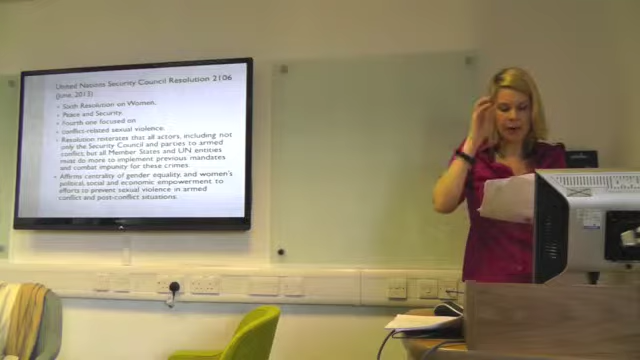 United Nations Security Council Resolution 2106
(June, 2013)
Sixth Resolution on Women,
Peace and Security.
Fourth one focused on
conflict-related sexual violence.
Resolution reiterates that all actors, including not
only the Security Council and parties to armed
conflict, but all Member States and UN entities
must do more to implement previous mandates
and combat impunity for these crimes.
Affirms centrality of gender equality, and women's
political, social and economic empowerment to
efforts to prevent sexual violence in armed
conflict and post-conflict situations.